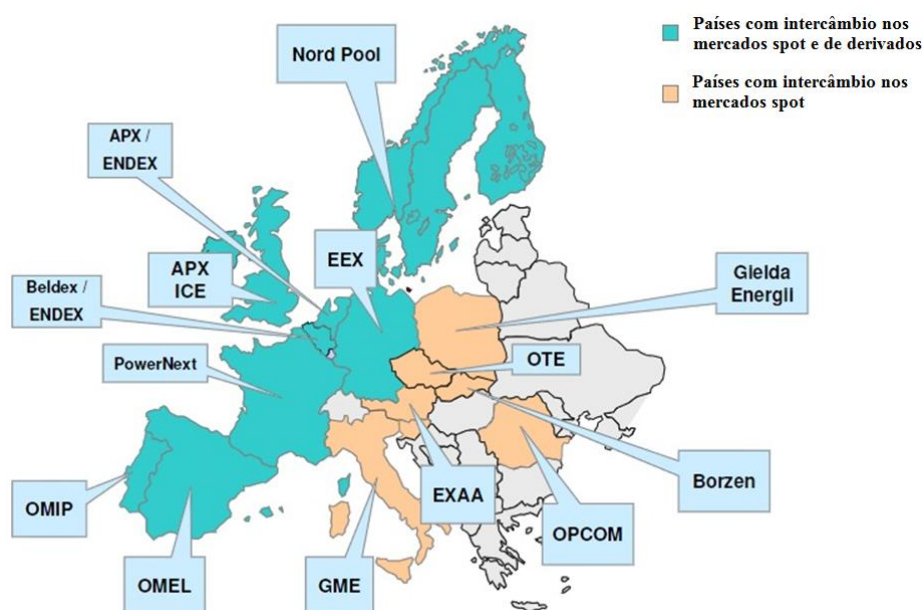 Países com intercâmbio nos
mercados spot e de derivados
Países com intercâmbio nos
mercados spot
Nord Pool
APX /
ENDEX
EEX
APX
ICE
Beldex /
ENDEX
Gielda
Energii
OTE
PowerNext
Borzen
EXAA
OMIP
OPCOM
OMEL
GME